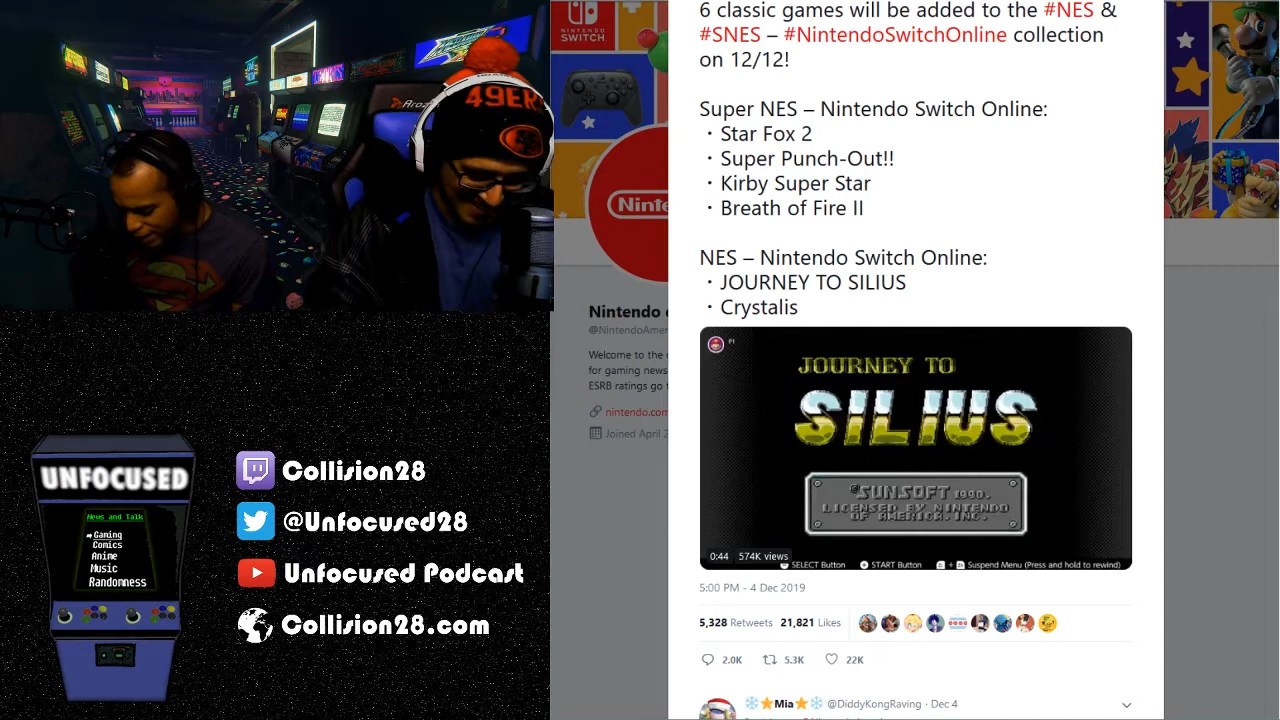 6 classic games will be added to the #NES &
#SNES – #NintendoSwitchOnline collection
on 12/12!
Super NES – Nintendo Switch Online:
・Star Fox 2
・Super Punch-Out!!
・Kirby Super Star
・Breath of Fire II
NES – Nintendo Switch Online:
・JOURNEY TO SILIUS
・Crystalis
P1
JOURNEY TO
SILIUS
@SUNSOFT 1990.
LICENSED BY NINTENDO
OF AMERICA. INC.
0:44 574K views
SELECT Button START Button + Suspend Menu (Press and hold to rewind)
5:00 PM - 4 Dec 2019
5,328 Retweets 21,821 Likes
2.0K 5.3K 22K
Mia @DiddyKongRaving · Dec 4
NINTENDO
SWITCH
Ninte
Nintendo
@NintendoAmer
Welcome to the
for gaming news
ESRB ratings go
nintendo.com
Joined April 2
49ERS
UNFOCUSED
News and Talk
Gaming
Comics
Anime
Music
Randomness
Collision28
@Unfocused28
Unfocused Podcast
Collision28.com